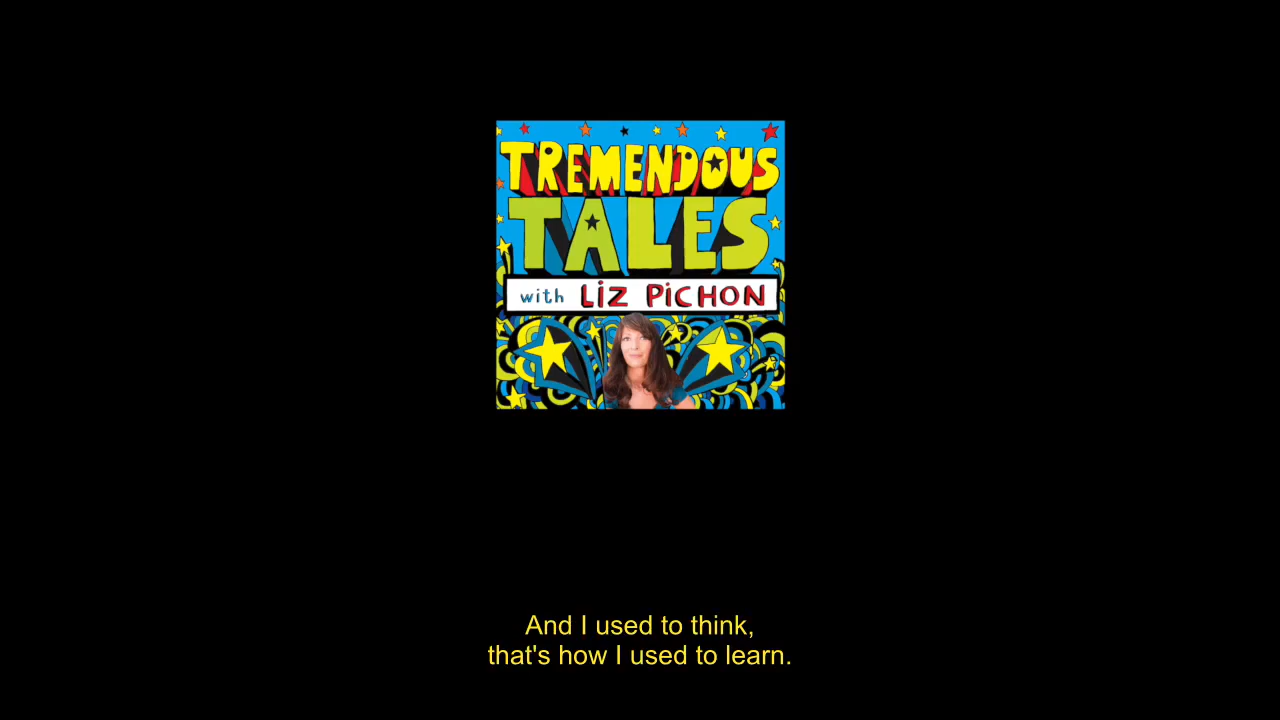 TREMENDOUS
TALES
with LiZ PiCHON
And I used to think,
that's how I used to learn.